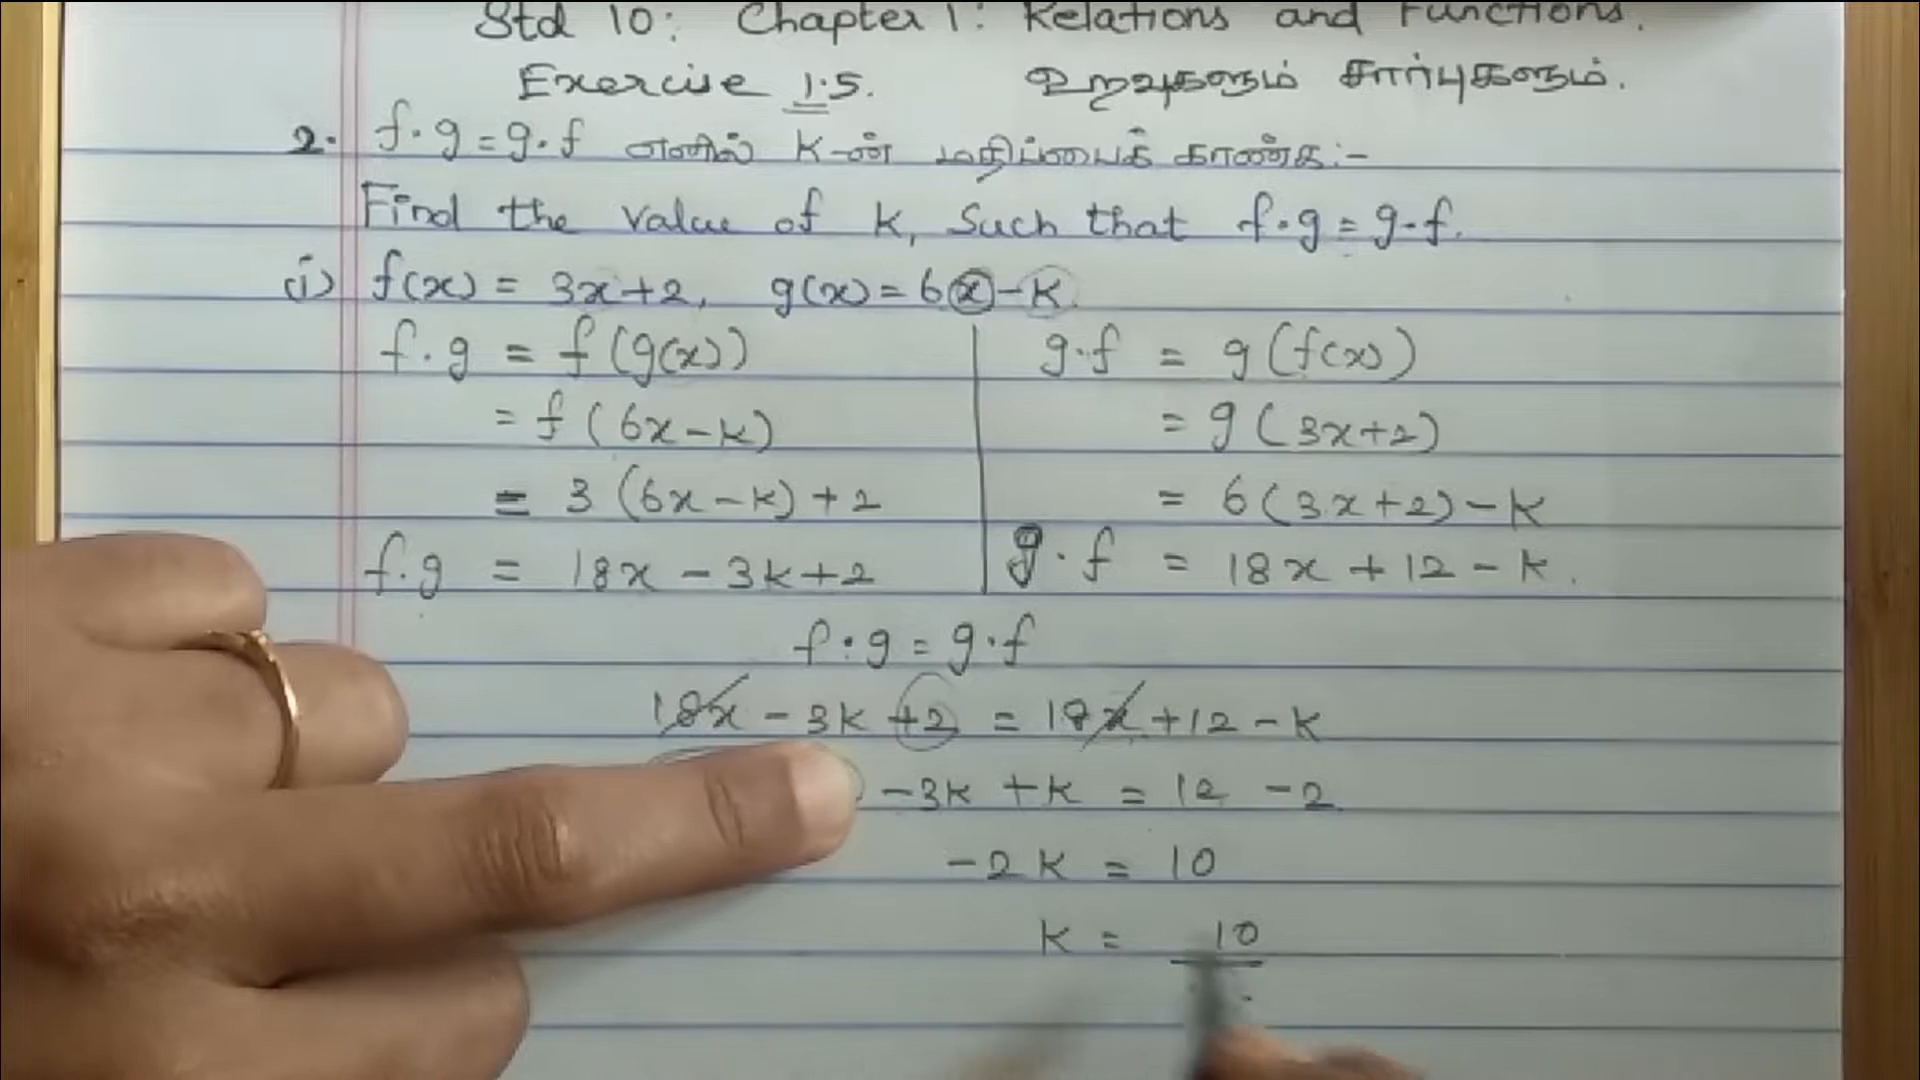 Std 10: Chapter 1: Relations and Functions.
Exercise 1.5. உறவுகளும் சார்புகளும்.
2. f·g = g·f எனில் K-ன் மதிப்பைக் காண்க:-
Find the value of K, Such that f·g = g·f.
(i) f(x) = 3x+2, g(x) = 6x-K
f·g = f(g(x))
= f(6x-K)
= 3(6x-K)+2
f·g = 18x - 3K+2
g·f = g(f(x))
= g(3x+2)
= 6(3x+2)-K
g·f = 18x + 12 - K.
f·g = g·f
18x - 3K +2 = 18x +12 - K
-3K +K = 12 -2
-2K = 10
K = 10